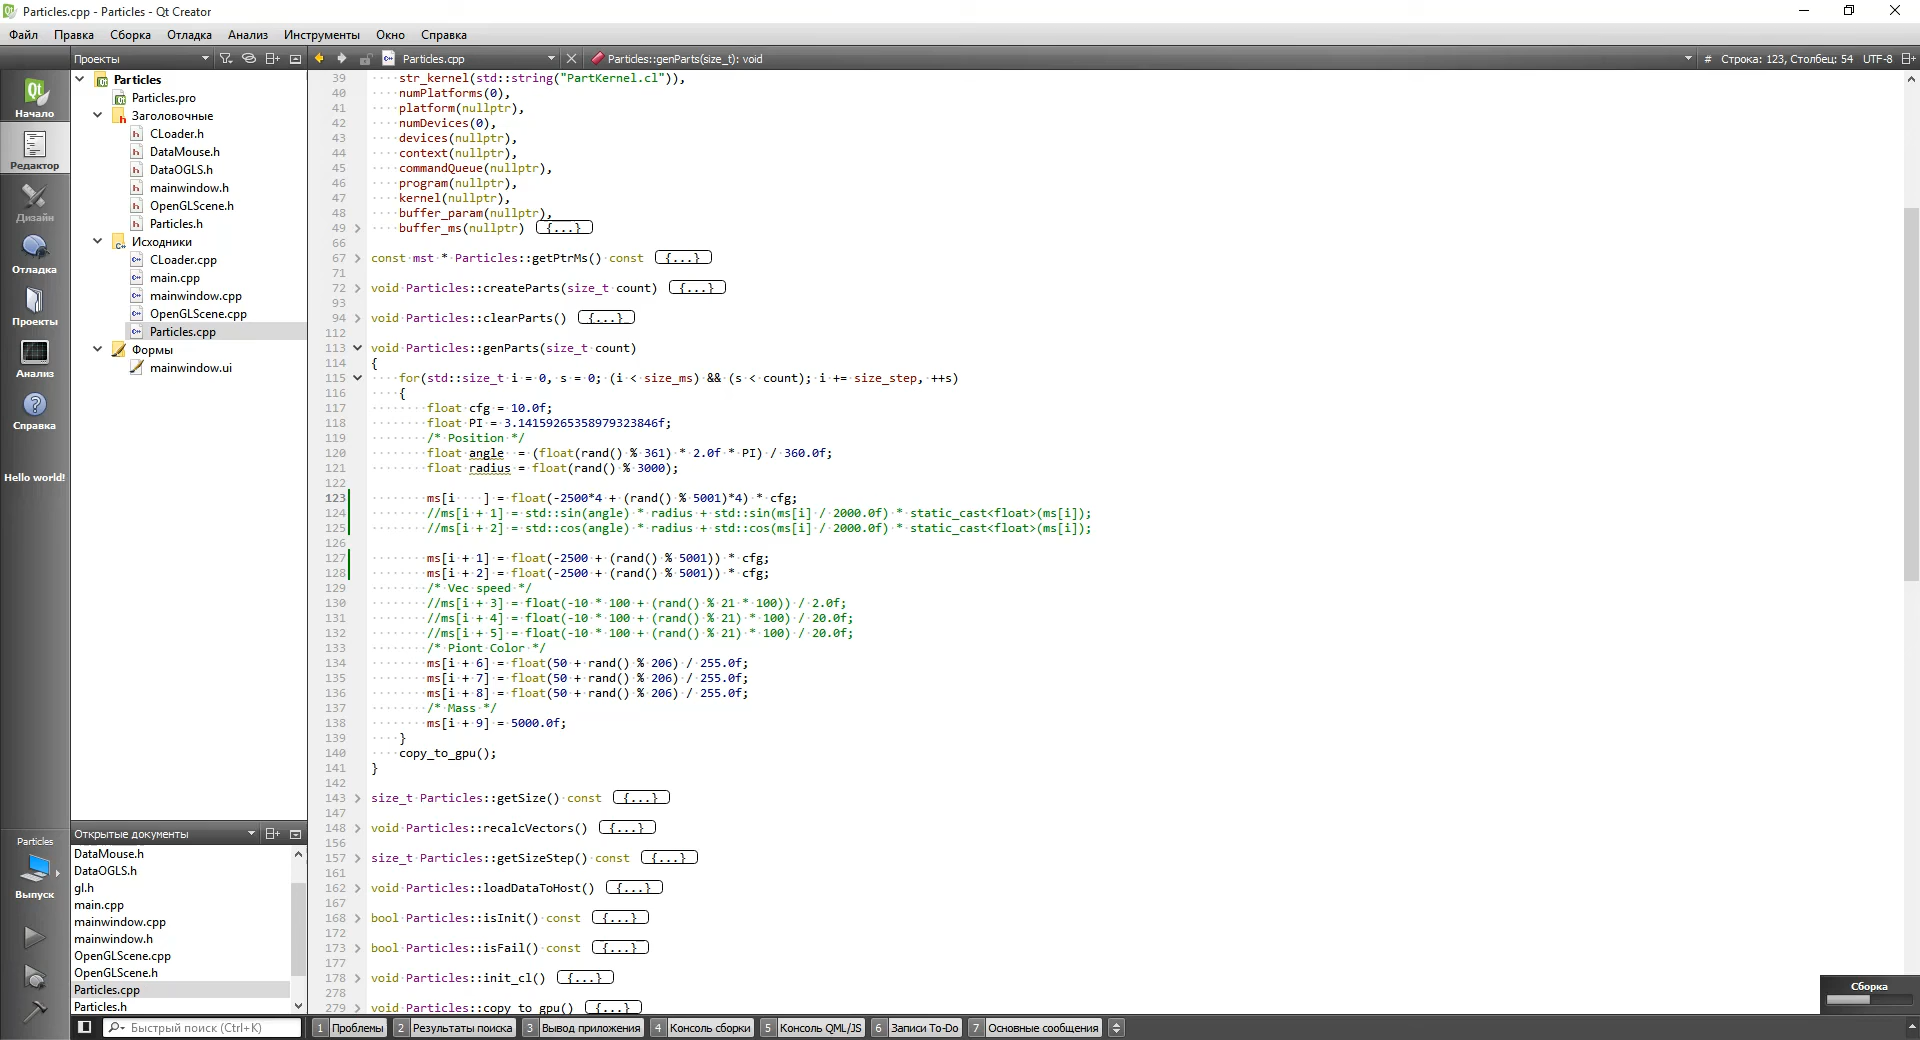 Particles.cpp - Particles - Qt Creator
Файл Правка Сборка Отладка Анализ Инструменты Окно Справка
Проекты
Particles.cpp
Particles::genParts(size_t): void
# Строка: 123, Столбец: 54 UTF-8
Начало
Редактор
Дизайн
Отладка
Проекты
Анализ
Справка
Hello world!
Particles
Выпуск
Particles
Particles.pro
Заголовочные
CLoader.h
DataMouse.h
DataOGLS.h
mainwindow.h
OpenGLScene.h
Particles.h
Исходники
CLoader.cpp
main.cpp
mainwindow.cpp
OpenGLScene.cpp
Particles.cpp
Формы
mainwindow.ui
Открытые документы
DataMouse.h
DataOGLS.h
gl.h
main.cpp
mainwindow.cpp
mainwindow.h
OpenGLScene.cpp
OpenGLScene.h
Particles.cpp
Particles.h
39 str_kernel(std::string("PartKernel.cl")),
40 numPlatforms(0),
41 platform(nullptr),
42 numDevices(0),
43 devices(nullptr),
44 context(nullptr),
45 commandQueue(nullptr),
46 program(nullptr),
47 kernel(nullptr),
48 buffer_param(nullptr),
49 buffer_ms(nullptr) {...}
66
67 const mst * Particles::getPtrMs() const {...}
71
72 void Particles::createParts(size_t count) {...}
93
94 void Particles::clearParts() {...}
112
113 void Particles::genParts(size_t count)
114 {
115 for(std::size_t i = 0, s = 0; (i < size_ms) && (s < count); i += size_step, ++s)
116 {
117 float cfg = 10.0f;
118 float PI = 3.14159265358979323846f;
119 /* Position */
120 float angle  = (float(rand() % 361) * 2.0f * PI) / 360.0f;
121 float radius = float(rand() % 3000);
122
123 ms[i    ] = float(-2500*4 + (rand() % 5001)*4) * cfg;
124 //ms[i + 1] = std::sin(angle) * radius + std::sin(ms[i] / 2000.0f) * static_cast<float>(ms[i]);
125 //ms[i + 2] = std::cos(angle) * radius + std::cos(ms[i] / 2000.0f) * static_cast<float>(ms[i]);
126
127 ms[i + 1] = float(-2500 + (rand() % 5001)) * cfg;
128 ms[i + 2] = float(-2500 + (rand() % 5001)) * cfg;
129 /* Vec speed */
130 //ms[i + 3] = float(-10 * 100 + (rand() % 21 * 100)) / 2.0f;
131 //ms[i + 4] = float(-10 * 100 + (rand() % 21) * 100) / 20.0f;
132 //ms[i + 5] = float(-10 * 100 + (rand() % 21) * 100) / 20.0f;
133 /* Piont Color */
134 ms[i + 6] = float(50 + rand() % 206) / 255.0f;
135 ms[i + 7] = float(50 + rand() % 206) / 255.0f;
136 ms[i + 8] = float(50 + rand() % 206) / 255.0f;
137 /* Mass */
138 ms[i + 9] = 5000.0f;
139 }
140 copy_to_gpu();
141 }
142
143 size_t Particles::getSize() const {...}
147
148 void Particles::recalcVectors() {...}
156
157 size_t Particles::getSizeStep() const {...}
161
162 void Particles::loadDataToHost() {...}
167
168 bool Particles::isInit() const {...}
172
173 bool Particles::isFail() const {...}
177
178 void Particles::init_cl() {...}
278
279 void Particles::copy_to_gpu() {...}
Сборка
Быстрый поиск (Ctrl+K)
1 Проблемы 2 Результаты поиска 3 Вывод приложения 4 Консоль сборки 5 Консоль QML/JS 6 Записи To-Do 7 Основные сообщения